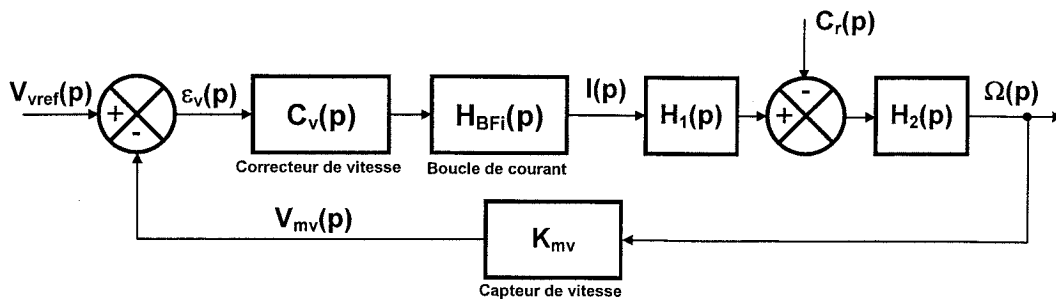 C_r(p)
V_vref(p)
+
-
ε_v(p)
C_v(p)
Correcteur de vitesse
H_BFi(p)
Boucle de courant
I(p)
H_1(p)
-
+
H_2(p)
Ω(p)
V_mv(p)
K_mv
Capteur de vitesse